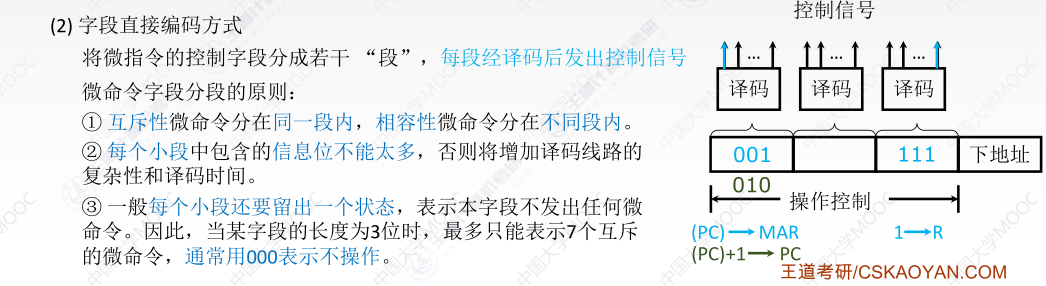 (2) 字段直接编码方式
将微指令的控制字段分成若干 “段”，每段经译码后发出控制信号
微命令字段分段的原则：
① 互斥性微命令分在同一段内，相容性微命令分在不同段内。
② 每个小段中包含的信息位不能太多，否则将增加译码线路的
复杂性和译码时间。
③ 一般每个小段还要留出一个状态，表示本字段不发出任何微
命令。因此，当某字段的长度为3位时，最多只能表示7个互斥
的微命令，通常用000表示不操作。
控制信号
... ... ...
译码 译码 译码
001 111 下地址
010
操作控制
(PC) → MAR 1→R
(PC)+1 → PC
王道考研/CSKAOYAN.COM
中国大学MOOC